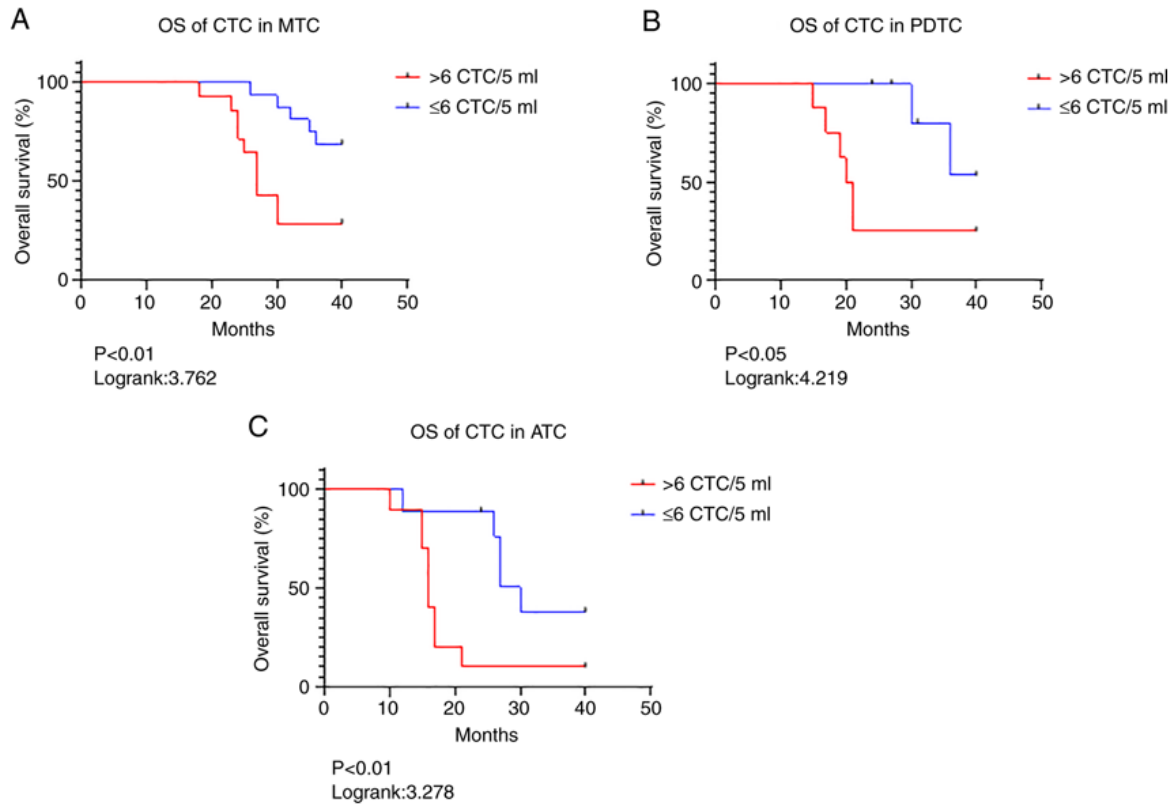 A
OS of CTC in MTC
>6 CTC/5 ml
≤6 CTC/5 ml
Overall survival (%)
100
50
0
0 10 20 30 40 50
Months
P<0.01
Logrank:3.762
B
OS of CTC in PDTC
>6 CTC/5 ml
≤6 CTC/5 ml
Overall survival (%)
100
50
0
0 10 20 30 40 50
Months
P<0.05
Logrank:4.219
C
OS of CTC in ATC
>6 CTC/5 ml
≤6 CTC/5 ml
Overall survival (%)
100
50
0
0 10 20 30 40 50
Months
P<0.01
Logrank:3.278